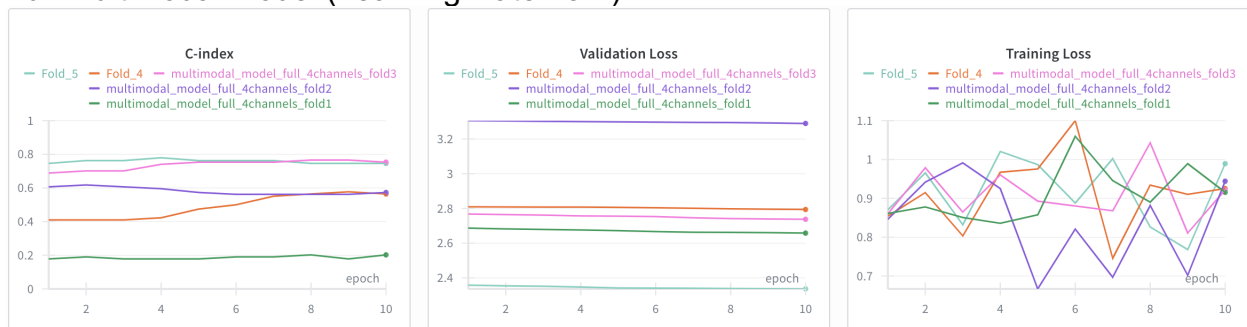 C-index
Fold_5 Fold_4 multimodal_model_full_4channels_fold3
multimodal_model_full_4channels_fold2
multimodal_model_full_4channels_fold1
1
0.8
0.6
0.4
0.2
0
epoch
2 4 6 8 10
Validation Loss
Fold_5 Fold_4 multimodal_model_full_4channels_fold3
multimodal_model_full_4channels_fold2
multimodal_model_full_4channels_fold1
3.2
3
2.8
2.6
2.4
epoch
2 4 6 8 10
Training Loss
Fold_5 Fold_4 multimodal_model_full_4channels_fold3
multimodal_model_full_4channels_fold2
multimodal_model_full_4channels_fold1
1.1
1
0.9
0.8
0.7
epoch
2 4 6 8 10